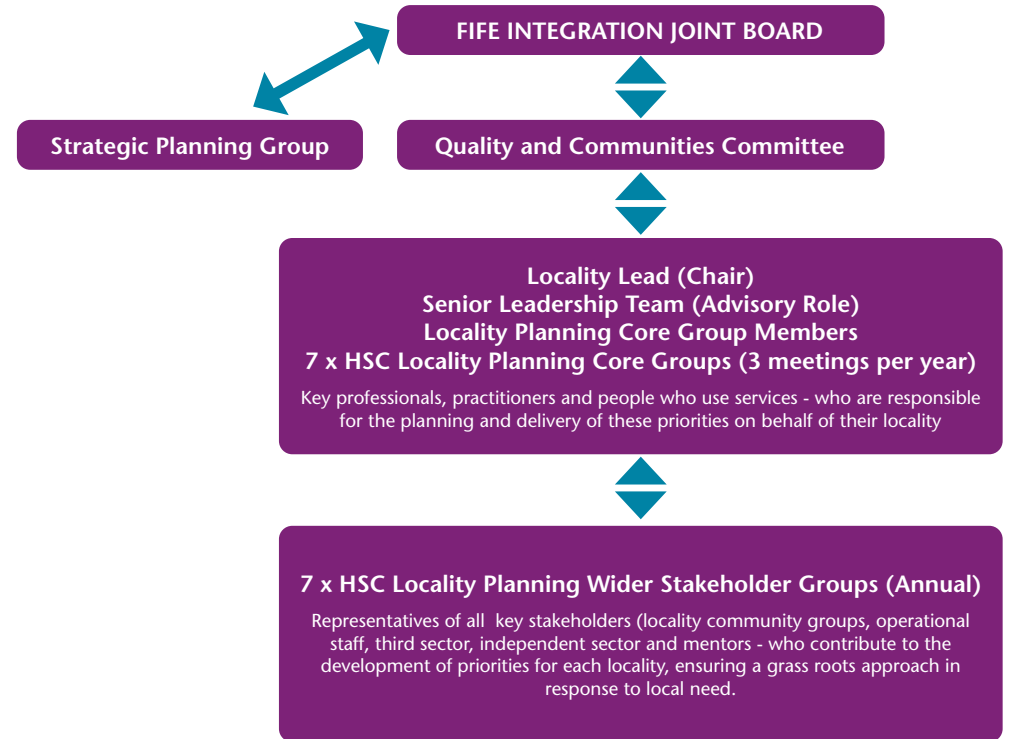 FIFE INTEGRATION JOINT BOARD
Strategic Planning Group
Quality and Communities Committee
Locality Lead (Chair)
Senior Leadership Team (Advisory Role)
Locality Planning Core Group Members
7 x HSC Locality Planning Core Groups (3 meetings per year)
Key professionals, practitioners and people who use services - who are responsible
for the planning and delivery of these priorities on behalf of their locality
7 x HSC Locality Planning Wider Stakeholder Groups (Annual)
Representatives of all key stakeholders (locality community groups, operational
staff, third sector, independent sector and mentors - who contribute to the
development of priorities for each locality, ensuring a grass roots approach in
response to local need.